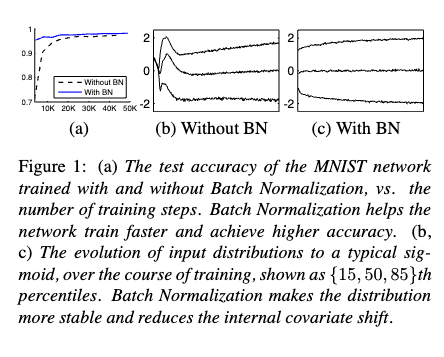 1
0.9
0.8
0.7
Without BN
With BN
10K 20K 30K 40K 50K
2
0
-2
2
0
-2
(a) (b) Without BN (c) With BN
Figure 1: (a) The test accuracy of the MNIST network
trained with and without Batch Normalization, vs. the
number of training steps. Batch Normalization helps the
network train faster and achieve higher accuracy. (b,
c) The evolution of input distributions to a typical sig-
moid, over the course of training, shown as {15, 50, 85}th
percentiles. Batch Normalization makes the distribution
more stable and reduces the internal covariate shift.